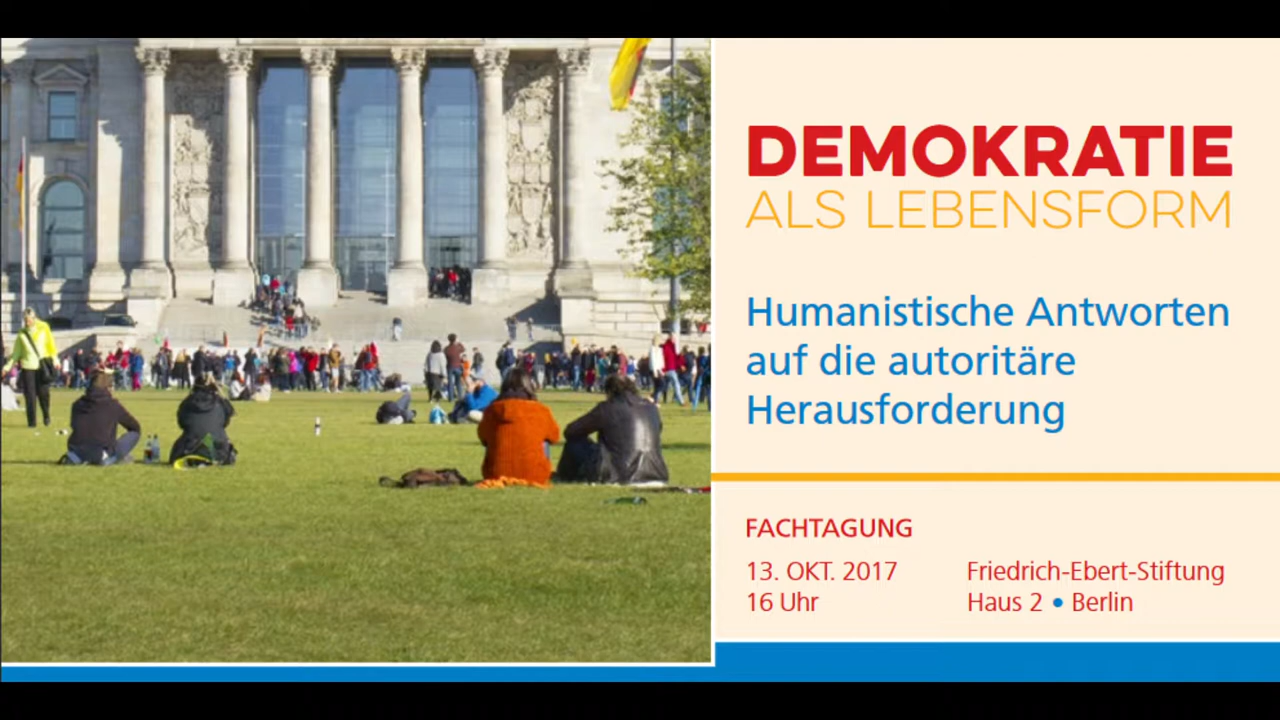 DEMOKRATIE
ALS LEBENSFORM
Humanistische Antworten
auf die autoritäre
Herausforderung
FACHTAGUNG
13. OKT. 2017
16 Uhr
Friedrich-Ebert-Stiftung
Haus 2 • Berlin